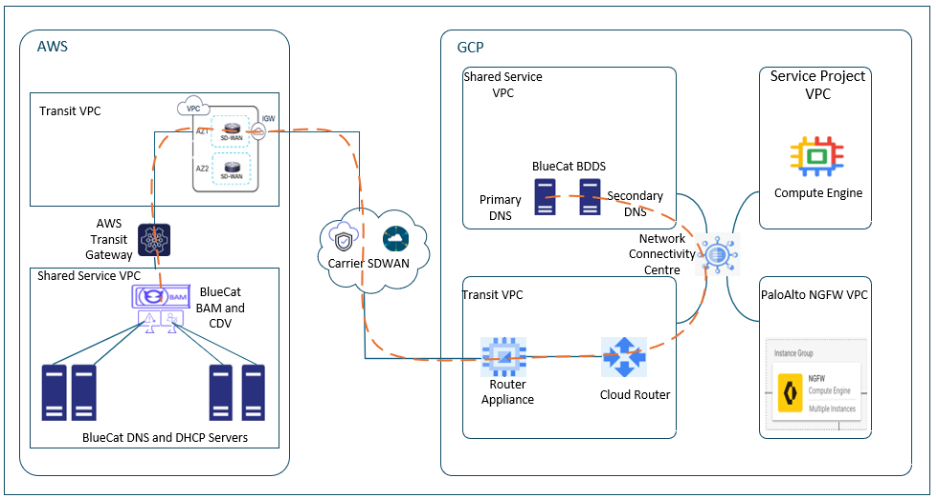 AWS
Transit VPC
VPC
IGW
AZ1
SD-WAN
AZ2
SD-WAN
AWS
Transit
Gateway
Shared Service VPC
BAM
BlueCat
BAM and
CDV
BlueCat DNS and DHCP Servers
Carrier SDWAN
GCP
Shared Service
VPC
BlueCat BDDS
Primary
DNS
Secondary
DNS
Service Project
VPC
Compute Engine
Network
Connectivity
Centre
Transit VPC
Router
Appliance
Cloud Router
PaloAlto NGFW VPC
Instance Group
NGFW
Compute Engine
Multiple Instances